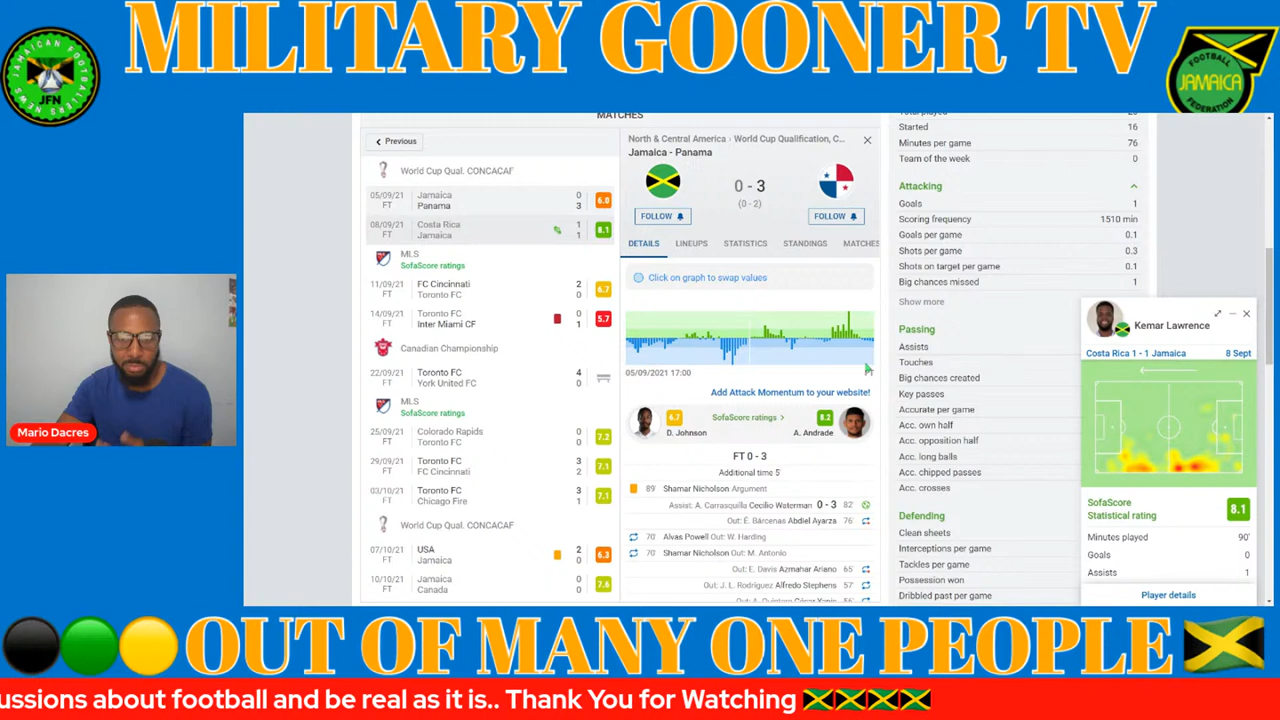 MILITARY GOONER TV
JAMAICAN FOOTBALLERS NEWS
JFN
FOOTBALL
JAMAICA
FEDERATION
MATCHES
Previous
World Cup Qual. CONCACAF
05/09/21 Jamaica 0
FT Panama 3
6.0
08/09/21 Costa Rica 1
FT Jamaica 1
8.1
MLS
SofaScore ratings
11/09/21 FC Cincinnati 2
FT Toronto FC 0
6.7
14/09/21 Toronto FC 0
FT Inter Miami CF 1
5.7
Canadian Championship
22/09/21 Toronto FC 4
FT York United FC 0
MLS
SofaScore ratings
25/09/21 Colorado Rapids 0
FT Toronto FC 0
7.2
29/09/21 Toronto FC 3
FT FC Cincinnati 2
7.1
03/10/21 Toronto FC 3
FT Chicago Fire 1
7.1
World Cup Qual. CONCACAF
07/10/21 USA 2
FT Jamaica 0
6.3
10/10/21 Jamaica 0
FT Canada 0
7.6
North & Central America › World Cup Qualification, C...
Jamaica - Panama
0 - 3
(0 - 2)
FOLLOW
FOLLOW
DETAILS LINEUPS STATISTICS STANDINGS MATCHES
Click on graph to swap values
05/09/2021 17:00
FT
Add Attack Momentum to your website!
6.7 SofaScore ratings > 8.2
D. Johnson A. Andrade
FT 0 - 3
Additional time 5'
89' Shamar Nicholson Argument
Assist: A. Carrasquilla Cecilio Waterman 0 - 3 82'
Out: É. Bárcenas Abdiel Ayarza 76'
70' Alvas Powell Out: W. Harding
70' Shamar Nicholson Out: M. Antonio
Out: E. Davis Azmahar Ariano 65'
Out: J. L. Rodríguez Alfredo Stephens 57'
Started 16
Minutes per game 76
Team of the week 0
Attacking
Goals 1
Scoring frequency 1510 min
Goals per game 0.1
Shots per game 0.3
Shots on target per game 0.1
Big chances missed 1
Show more
Passing
Assists
Touches
Big chances created
Key passes
Accurate per game
Acc. own half
Acc. opposition half
Acc. long balls
Acc. chipped passes
Acc. crosses
Defending
Clean sheets
Interceptions per game
Tackles per game
Possession won
Dribbled past per game
Kemar Lawrence
Costa Rica 1 - 1 Jamaica 8 Sept
SofaScore
Statistical rating
8.1
Minutes played 90'
Goals 0
Assists 1
Player details
Mario Dacres
OUT OF MANY ONE PEOPLE
ussions about football and be real as it is.. Thank You for Watching